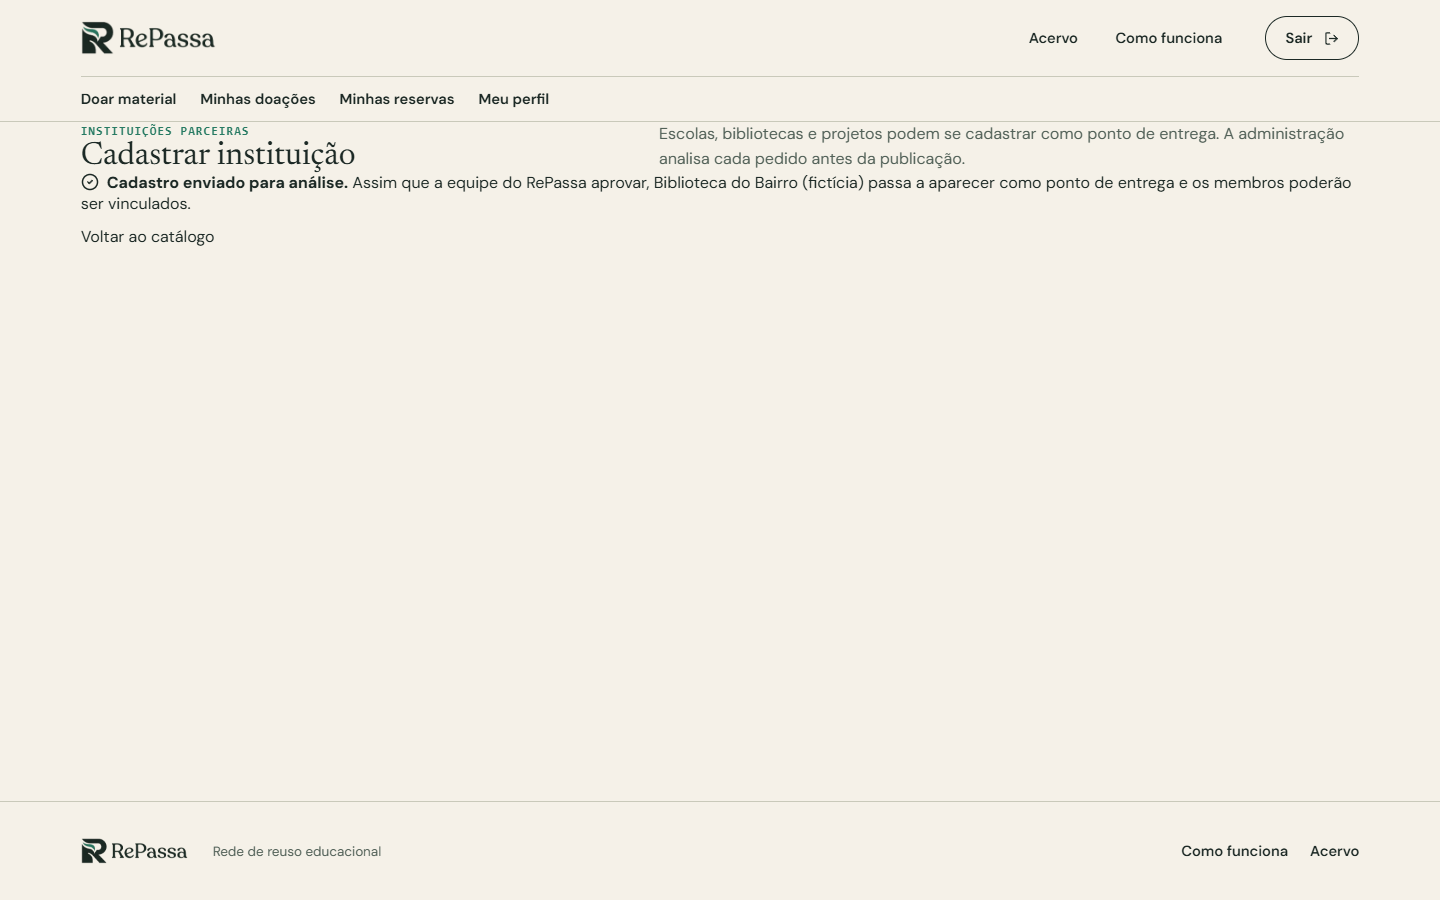 RePassa
Acervo
Como funciona
Sair
Doar material
Minhas doações
Minhas reservas
Meu perfil
INSTITUIÇÕES PARCEIRAS
Cadastrar instituição
Escolas, bibliotecas e projetos podem se cadastrar como ponto de entrega. A administração
analisa cada pedido antes da publicação.
Cadastro enviado para análise. Assim que a equipe do RePassa aprovar, Biblioteca do Bairro (fictícia) passa a aparecer como ponto de entrega e os membros poderão
ser vinculados.
Voltar ao catálogo
RePassa
Rede de reuso educacional
Como funciona
Acervo